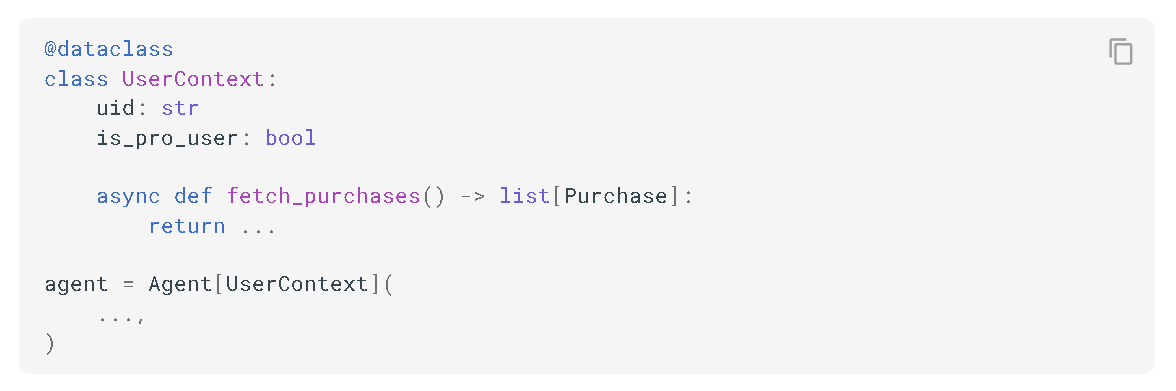 @dataclass
class UserContext:
    uid: str
    is_pro_user: bool

    async def fetch_purchases() -> list[Purchase]:
        return ...

agent = Agent[UserContext](
    ...,
)